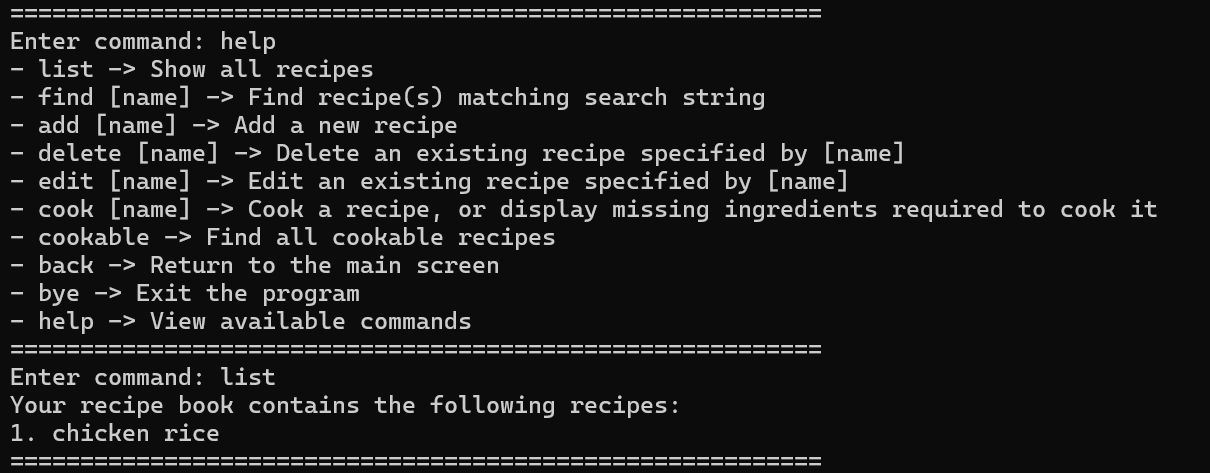 ==========================================================
Enter command: help
- list -> Show all recipes
- find [name] -> Find recipe(s) matching search string
- add [name] -> Add a new recipe
- delete [name] -> Delete an existing recipe specified by [name]
- edit [name] -> Edit an existing recipe specified by [name]
- cook [name] -> Cook a recipe, or display missing ingredients required to cook it
- cookable -> Find all cookable recipes
- back -> Return to the main screen
- bye -> Exit the program
- help -> View available commands
==========================================================
Enter command: list
Your recipe book contains the following recipes:
1. chicken rice
==========================================================